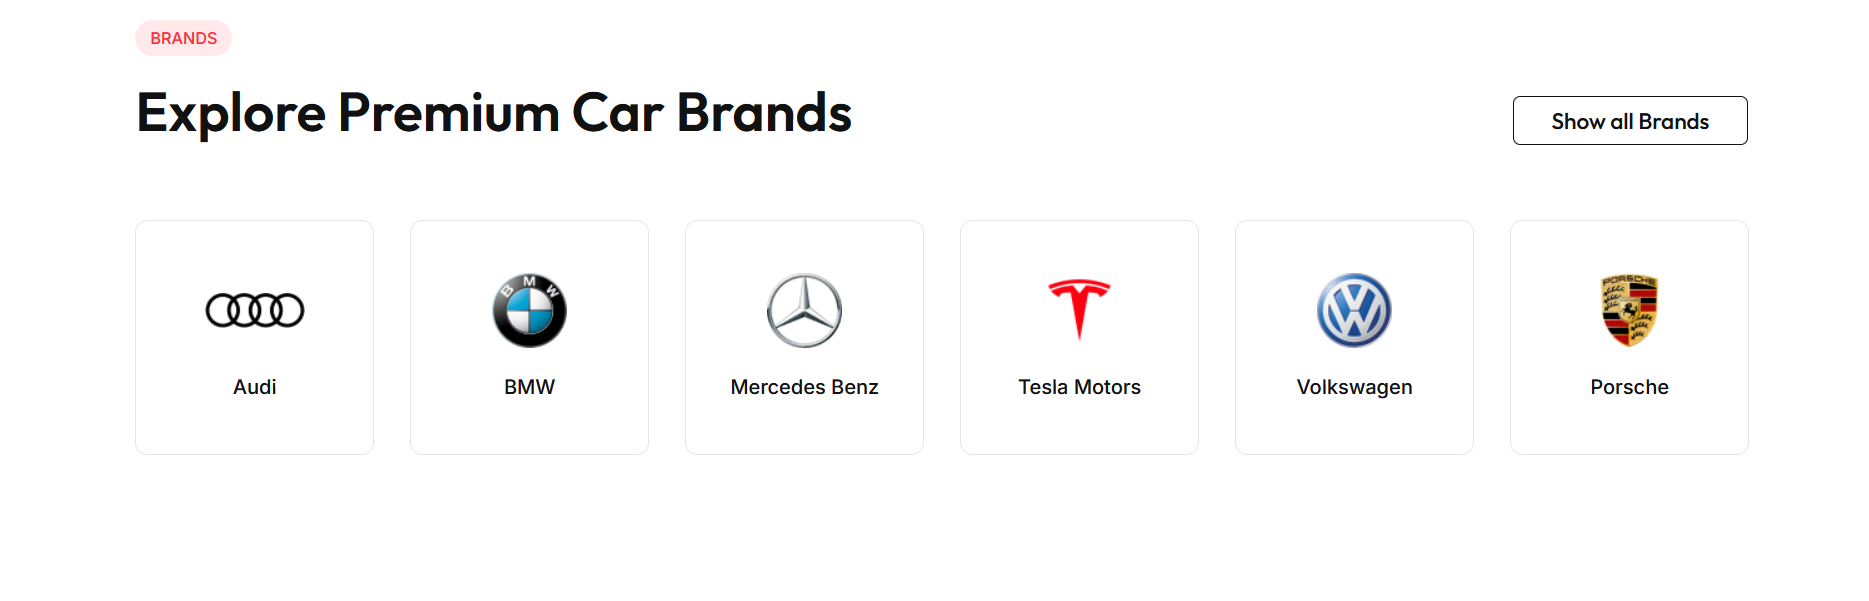 BRANDS
Explore Premium Car Brands
Show all Brands
BMW
PORSCHE
Audi
BMW
Mercedes Benz
Tesla Motors
Volkswagen
Porsche